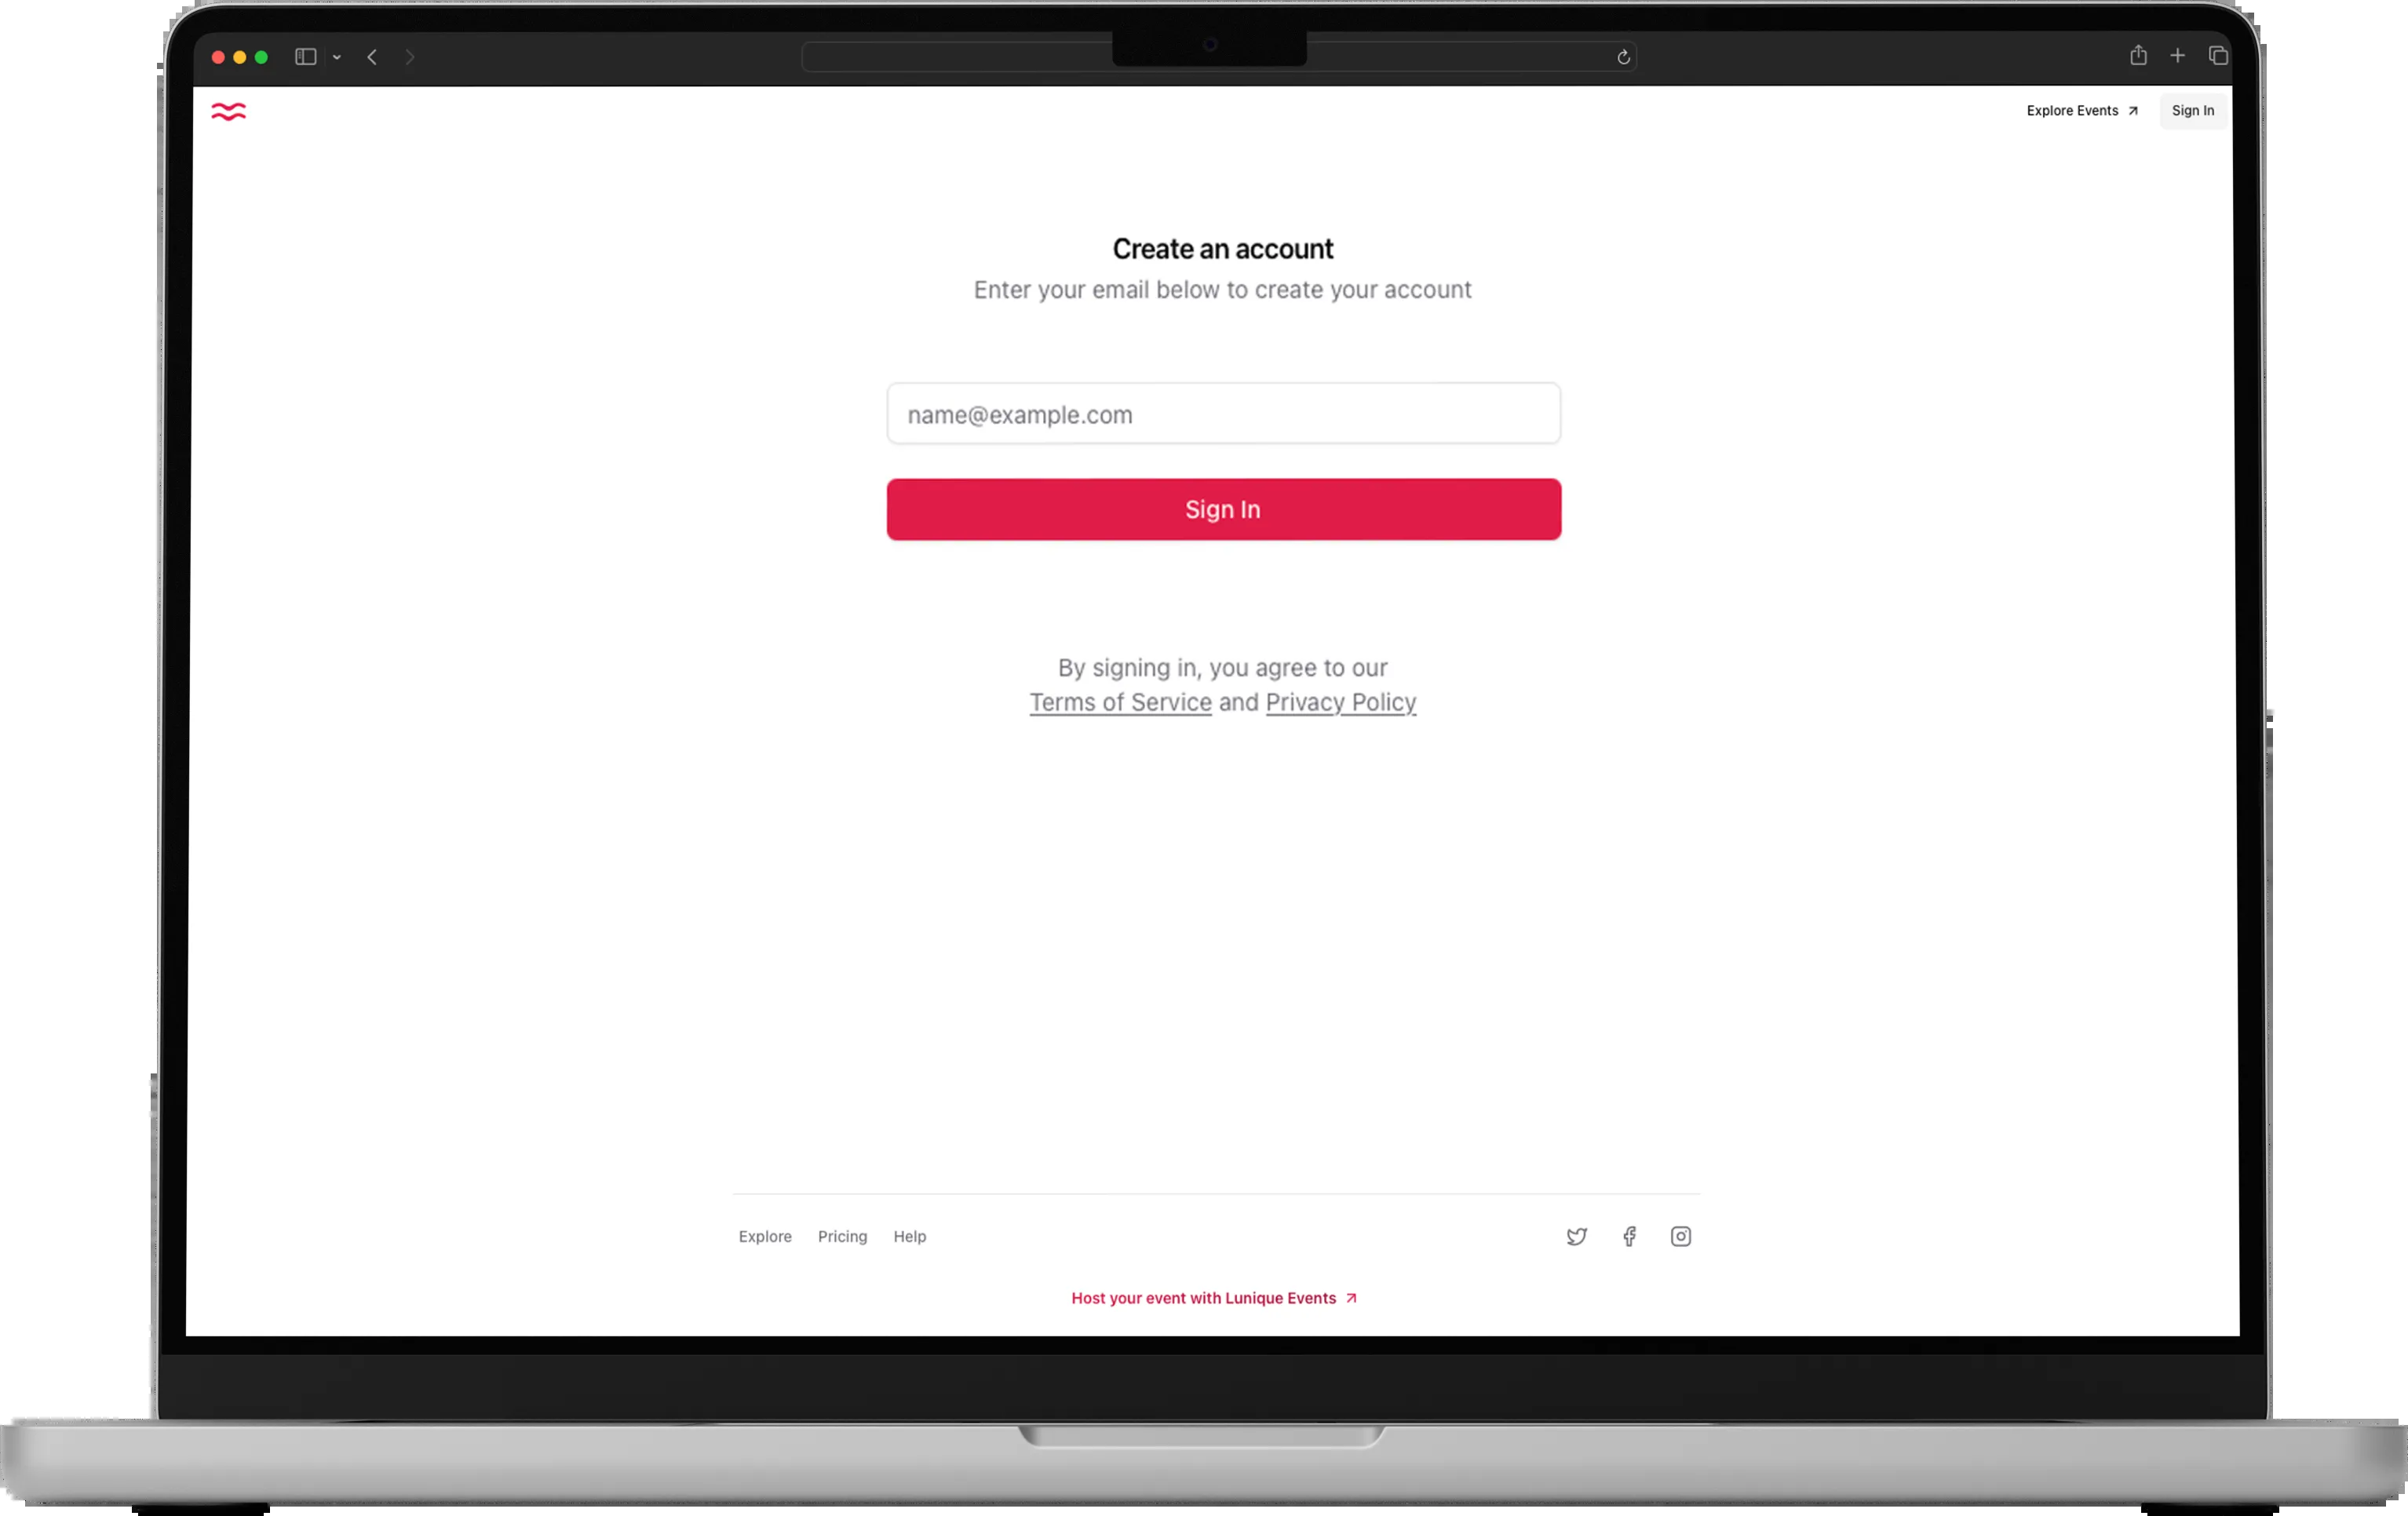 Explore Events
Sign In
Create an account
Enter your email below to create your account
name@example.com
Sign In
By signing in, you agree to our
Terms of Service and Privacy Policy
Explore Pricing Help
Host your event with Lunique Events